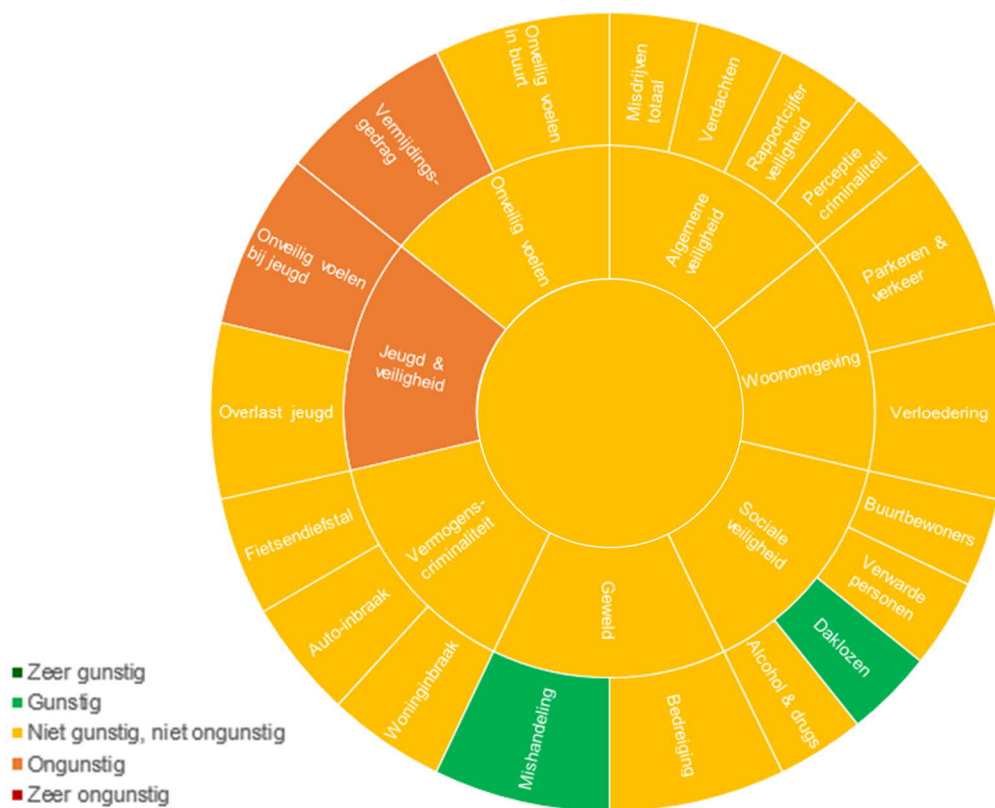 Onveilig voelen
in buurt
Misdrijven
totaal
Verdachten
Rapportcijfer
veiligheid
Perceptie
criminaliteit
Parkeren &
verkeer
Verloedering
Buurtbewoners
Verwarde
personen
Daklozen
Alcohol & drugs
Bedreiging
Mishandeling
Woninginbraak
Auto-inbraak
Fietsendiefstal
Overlast jeugd
Onveilig voelen
bij jeugd
Vermijdings-
gedrag
Onveilig voelen
Algemene
veiligheid
Woonomgeving
Sociale
veiligheid
Geweld
Vermogens-
criminaliteit
Jeugd &
veiligheid
Zeer gunstig
Gunstig
Niet gunstig, niet ongunstig
Ongunstig
Zeer ongunstig